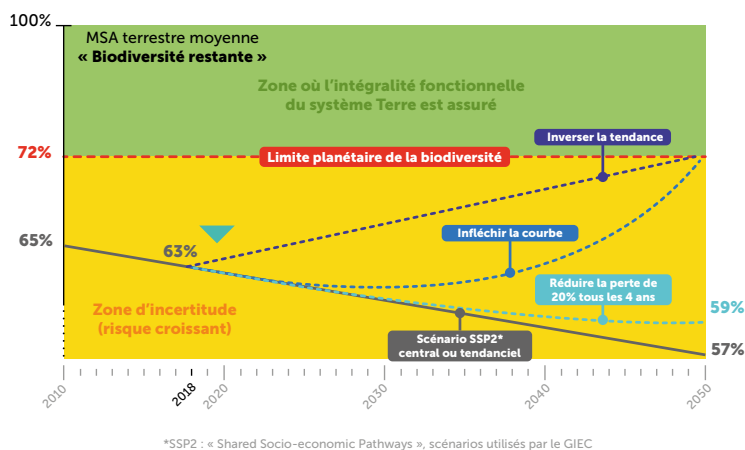 100%
MSA terrestre moyenne
« Biodiversité restante »
Zone où l'intégralité fonctionnelle
du système Terre est assuré
Inverser la tendance
72%
Limite planétaire de la biodiversité
65%
63%
Infléchir la courbe
Réduire la perte de
20% tous les 4 ans
59%
Zone d'incertitude
(risque croissant)
Scénario SSP2*
central ou tendanciel
57%
2010
2018
2020
2030
2040
2050
*SSP2 : « Shared Socio-economic Pathways », scénarios utilisés par le GIEC